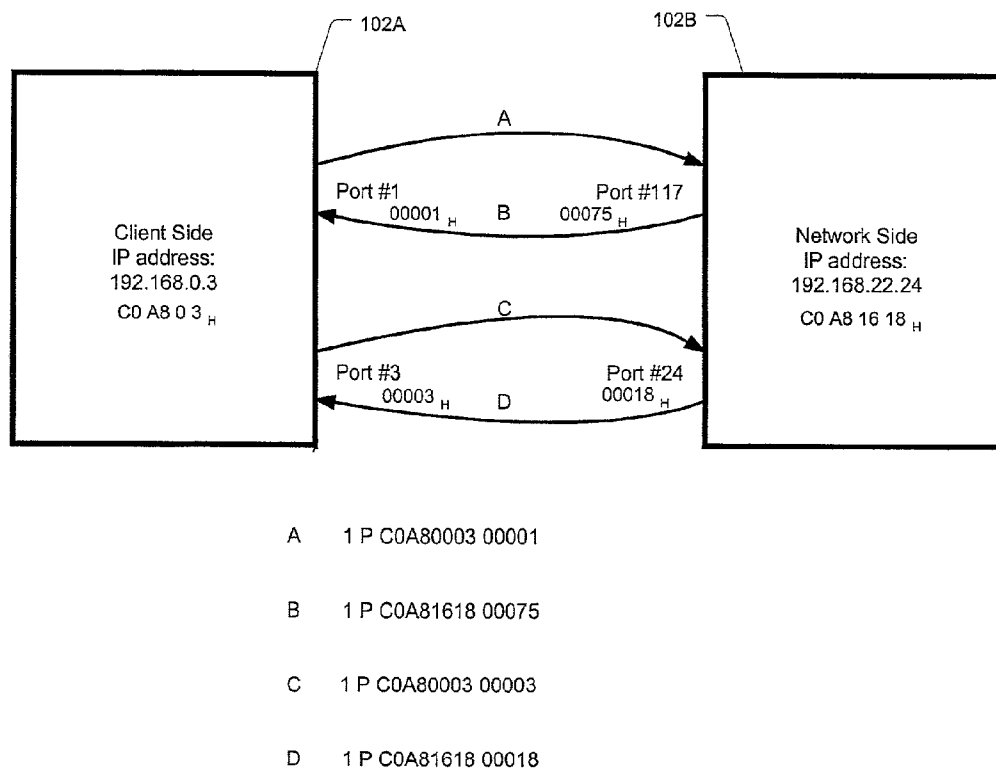 102A
102B
A
Port #1
Port #117
00001 H
B
00075 H
Client Side
IP address:
192.168.0.3
C0 A8 0 3 H
Network Side
IP address:
192.168.22.24
C0 A8 16 18 H
C
Port #3
Port #24
00003 H
D
00018 H
A 1 P C0A80003 00001
B 1 P C0A81618 00075
C 1 P C0A80003 00003
D 1 P C0A81618 00018